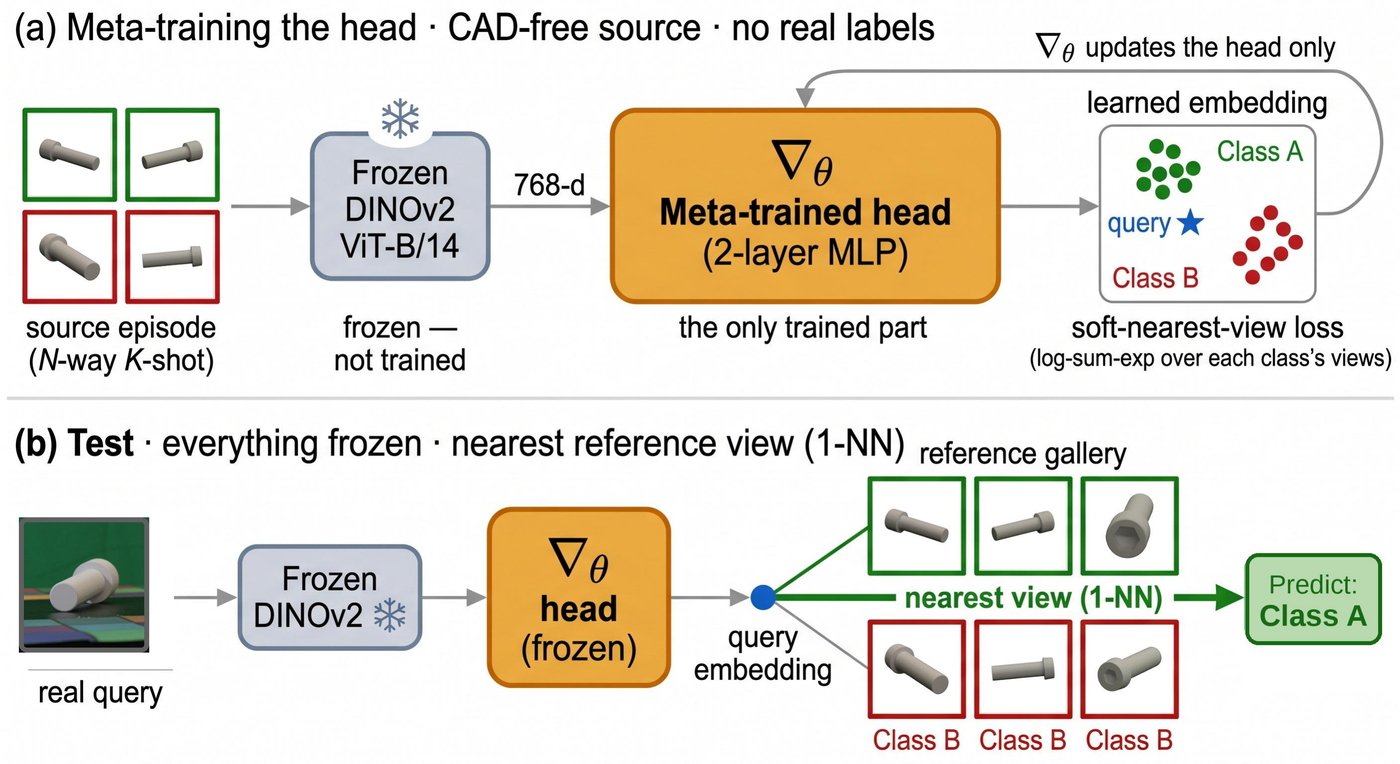 (a) Meta-training the head · CAD-free source · no real labels
∇θ updates the head only
learned embedding
Class A
query
Class B
Frozen
DINOv2
ViT-B/14
768-d
∇θ
Meta-trained head
(2-layer MLP)
source episode
(N-way K-shot)
frozen —
not trained
the only trained part
soft-nearest-view loss
(log-sum-exp over each class's views)
(b) Test · everything frozen · nearest reference view (1-NN)
reference gallery
Frozen
DINOv2
∇θ
head
(frozen)
nearest view (1-NN)
Predict:
Class A
query
embedding
real query
Class B Class B Class B